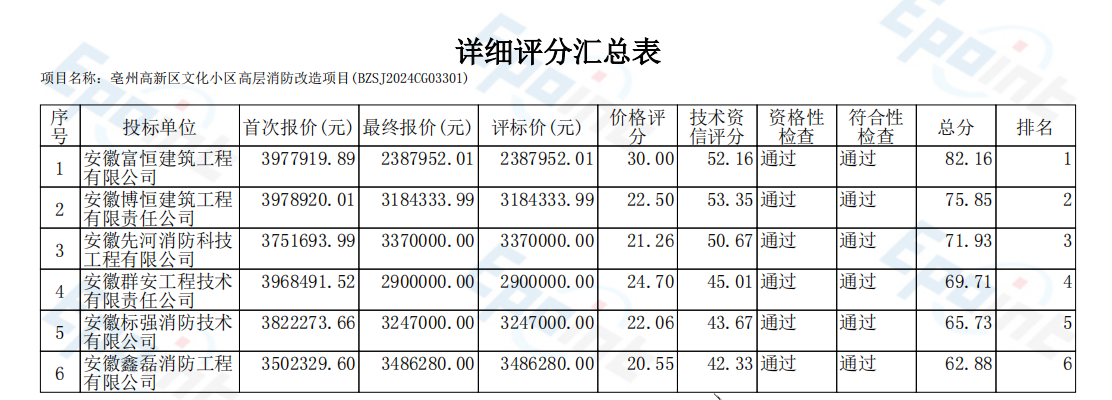 详细评分汇总表
项目名称：亳州高新区文化小区高层消防改造项目(BZSJ2024CG03301)
序号 投标单位 首次报价(元) 最终报价(元) 评标价(元) 价格评分 技术资信评分 资格性检查 符合性检查 总分 排名
1 安徽富恒建筑工程有限公司 3977919.89 2387952.01 2387952.01 30.00 52.16 通过 通过 82.16 1
2 安徽博恒建筑工程有限责任公司 3978920.01 3184333.99 3184333.99 22.50 53.35 通过 通过 75.85 2
3 安徽先河消防科技工程有限公司 3751693.99 3370000.00 3370000.00 21.26 50.67 通过 通过 71.93 3
4 安徽群安工程技术有限责任公司 3968491.52 2900000.00 2900000.00 24.70 45.01 通过 通过 69.71 4
5 安徽标强消防技术有限公司 3822273.66 3247000.00 3247000.00 22.06 43.67 通过 通过 65.73 5
6 安徽鑫磊消防工程有限公司 3502329.60 3486280.00 3486280.00 20.55 42.33 通过 通过 62.88 6
Epoint
Epoint
Epoint
Epoint
Epoint
Epoint